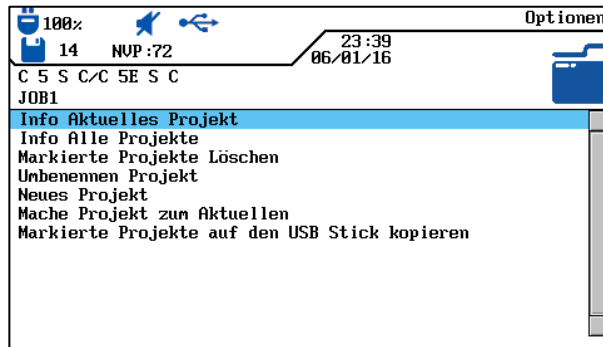 100% Optionen
14 NVP:72 23:39
06/01/16
C 5 S C/C 5E S C
JOB1
Info Aktuelles Projekt
Info Alle Projekte
Markierte Projekte Löschen
Umbenennen Projekt
Neues Projekt
Mache Projekt zum Aktuellen
Markierte Projekte auf den USB Stick kopieren